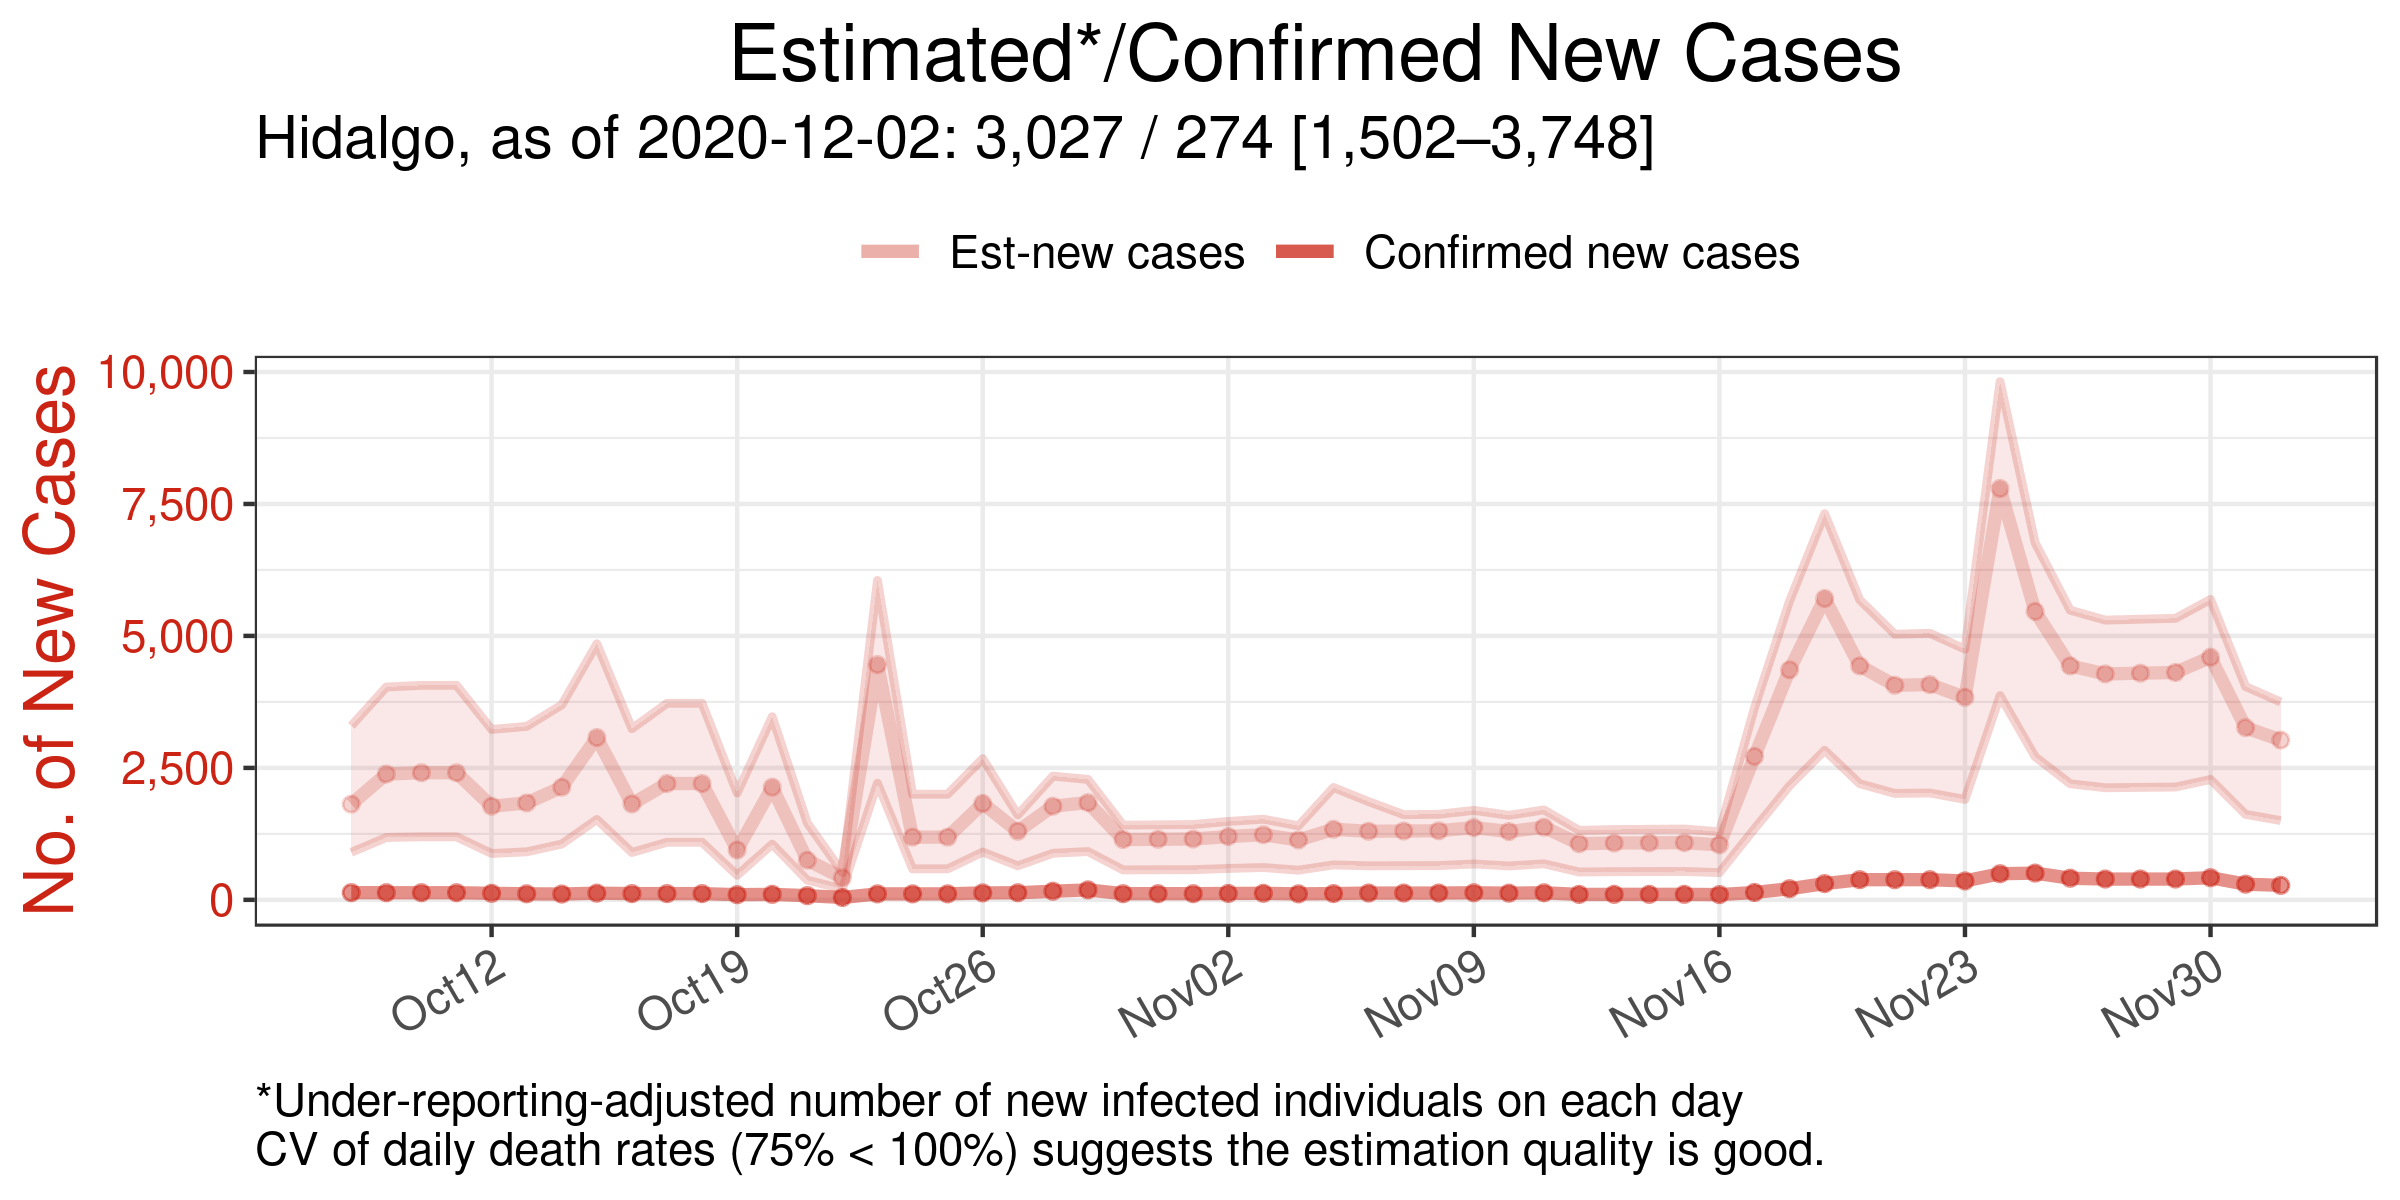 Estimated*/Confirmed New Cases
Hidalgo, as of 2020-12-02: 3,027 / 274 [1,502–3,748]
Est-new cases
Confirmed new cases
No. of New Cases
10,000
7,500
5,000
2,500
0
Oct12
Oct19
Oct26
Nov02
Nov09
Nov16
Nov23
Nov30
*Under-reporting-adjusted number of new infected individuals on each day
CV of daily death rates (75% < 100%) suggests the estimation quality is good.